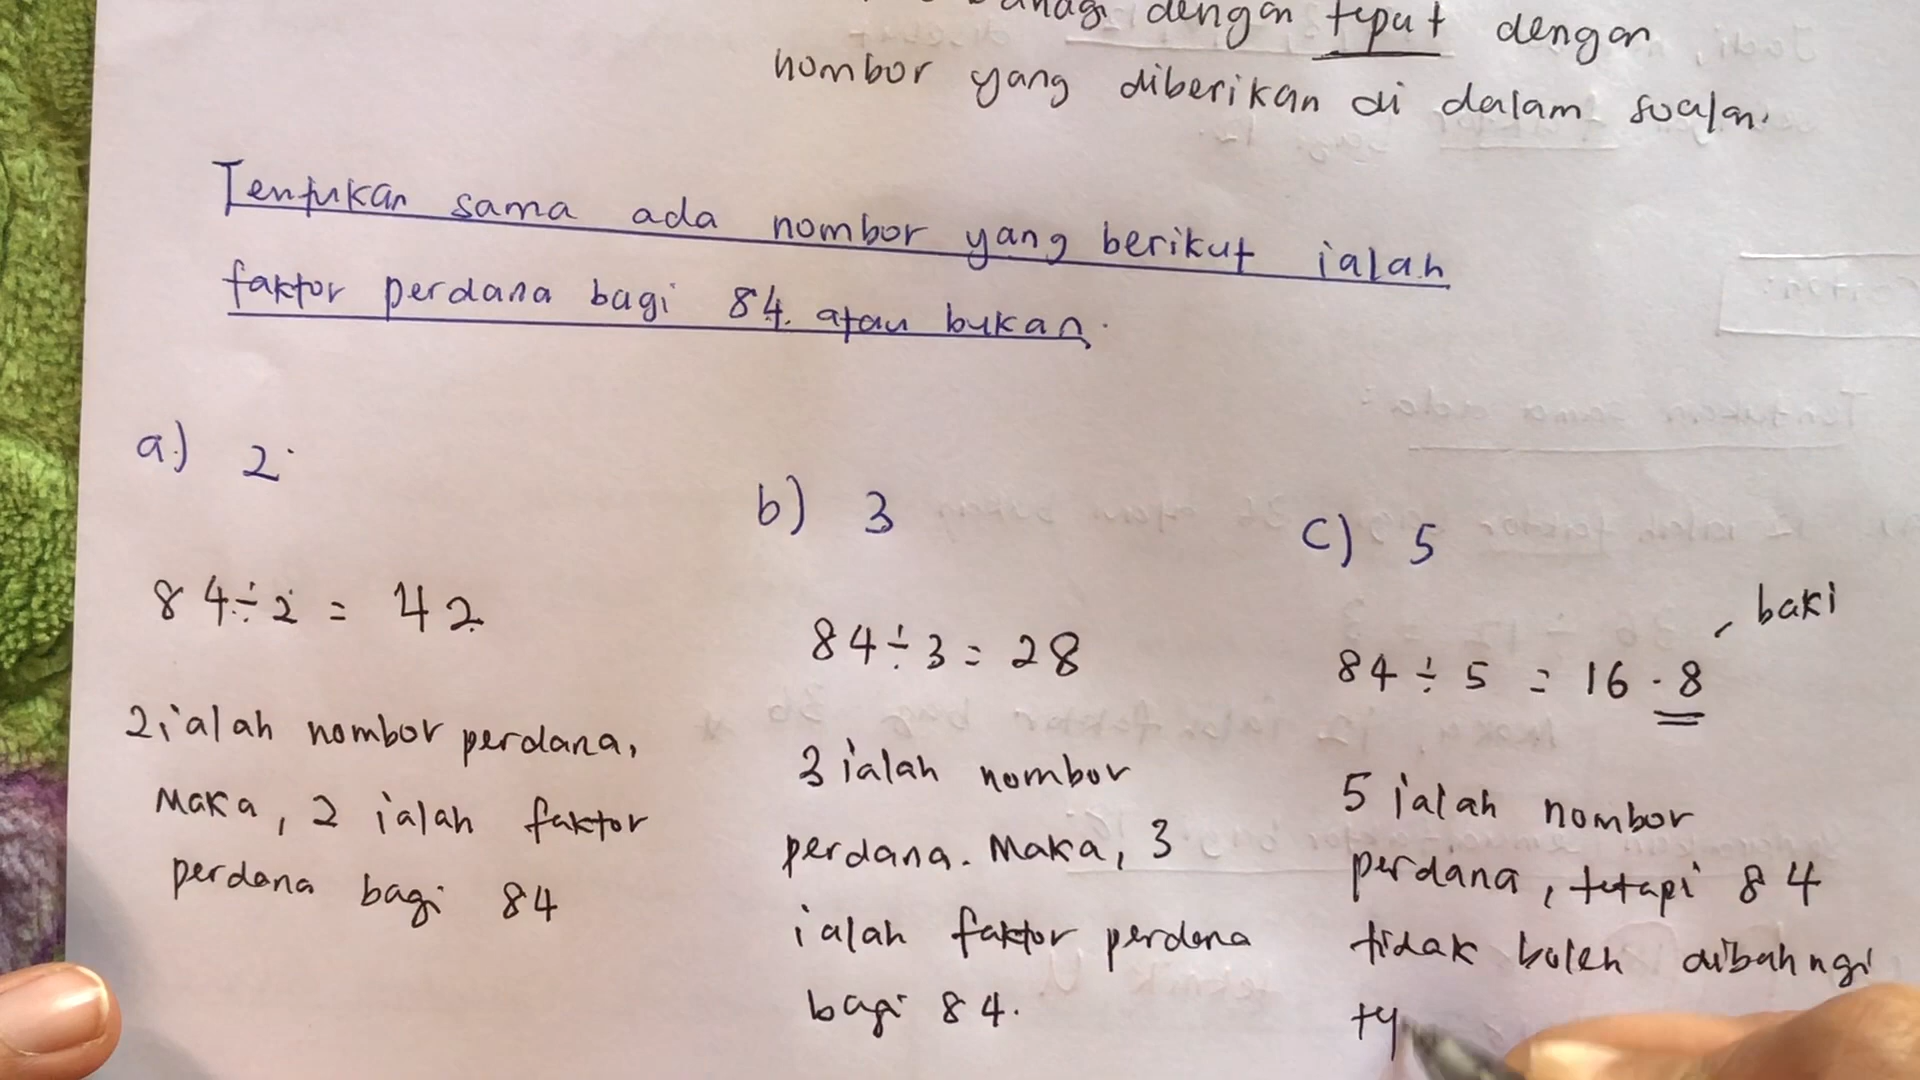 dengan teput dengan
nombor yang diberikan di dalam soalan.
Tentukan sama ada nombor yang berikut ialah
faktor perdana bagi 84. atau bukan.
a) 2
84÷2 = 42
2 ialah nombor perdana,
Maka, 2 ialah faktor
perdana bagi 84
b) 3
84÷3 = 28
3 ialah nombor
perdana. Maka, 3
ialah faktor perdana
bagi 84.
c) 5
baki
84 ÷ 5 = 16.8
5 ialah nombor
perdana, tetapi 84
tidak boleh dibahngi